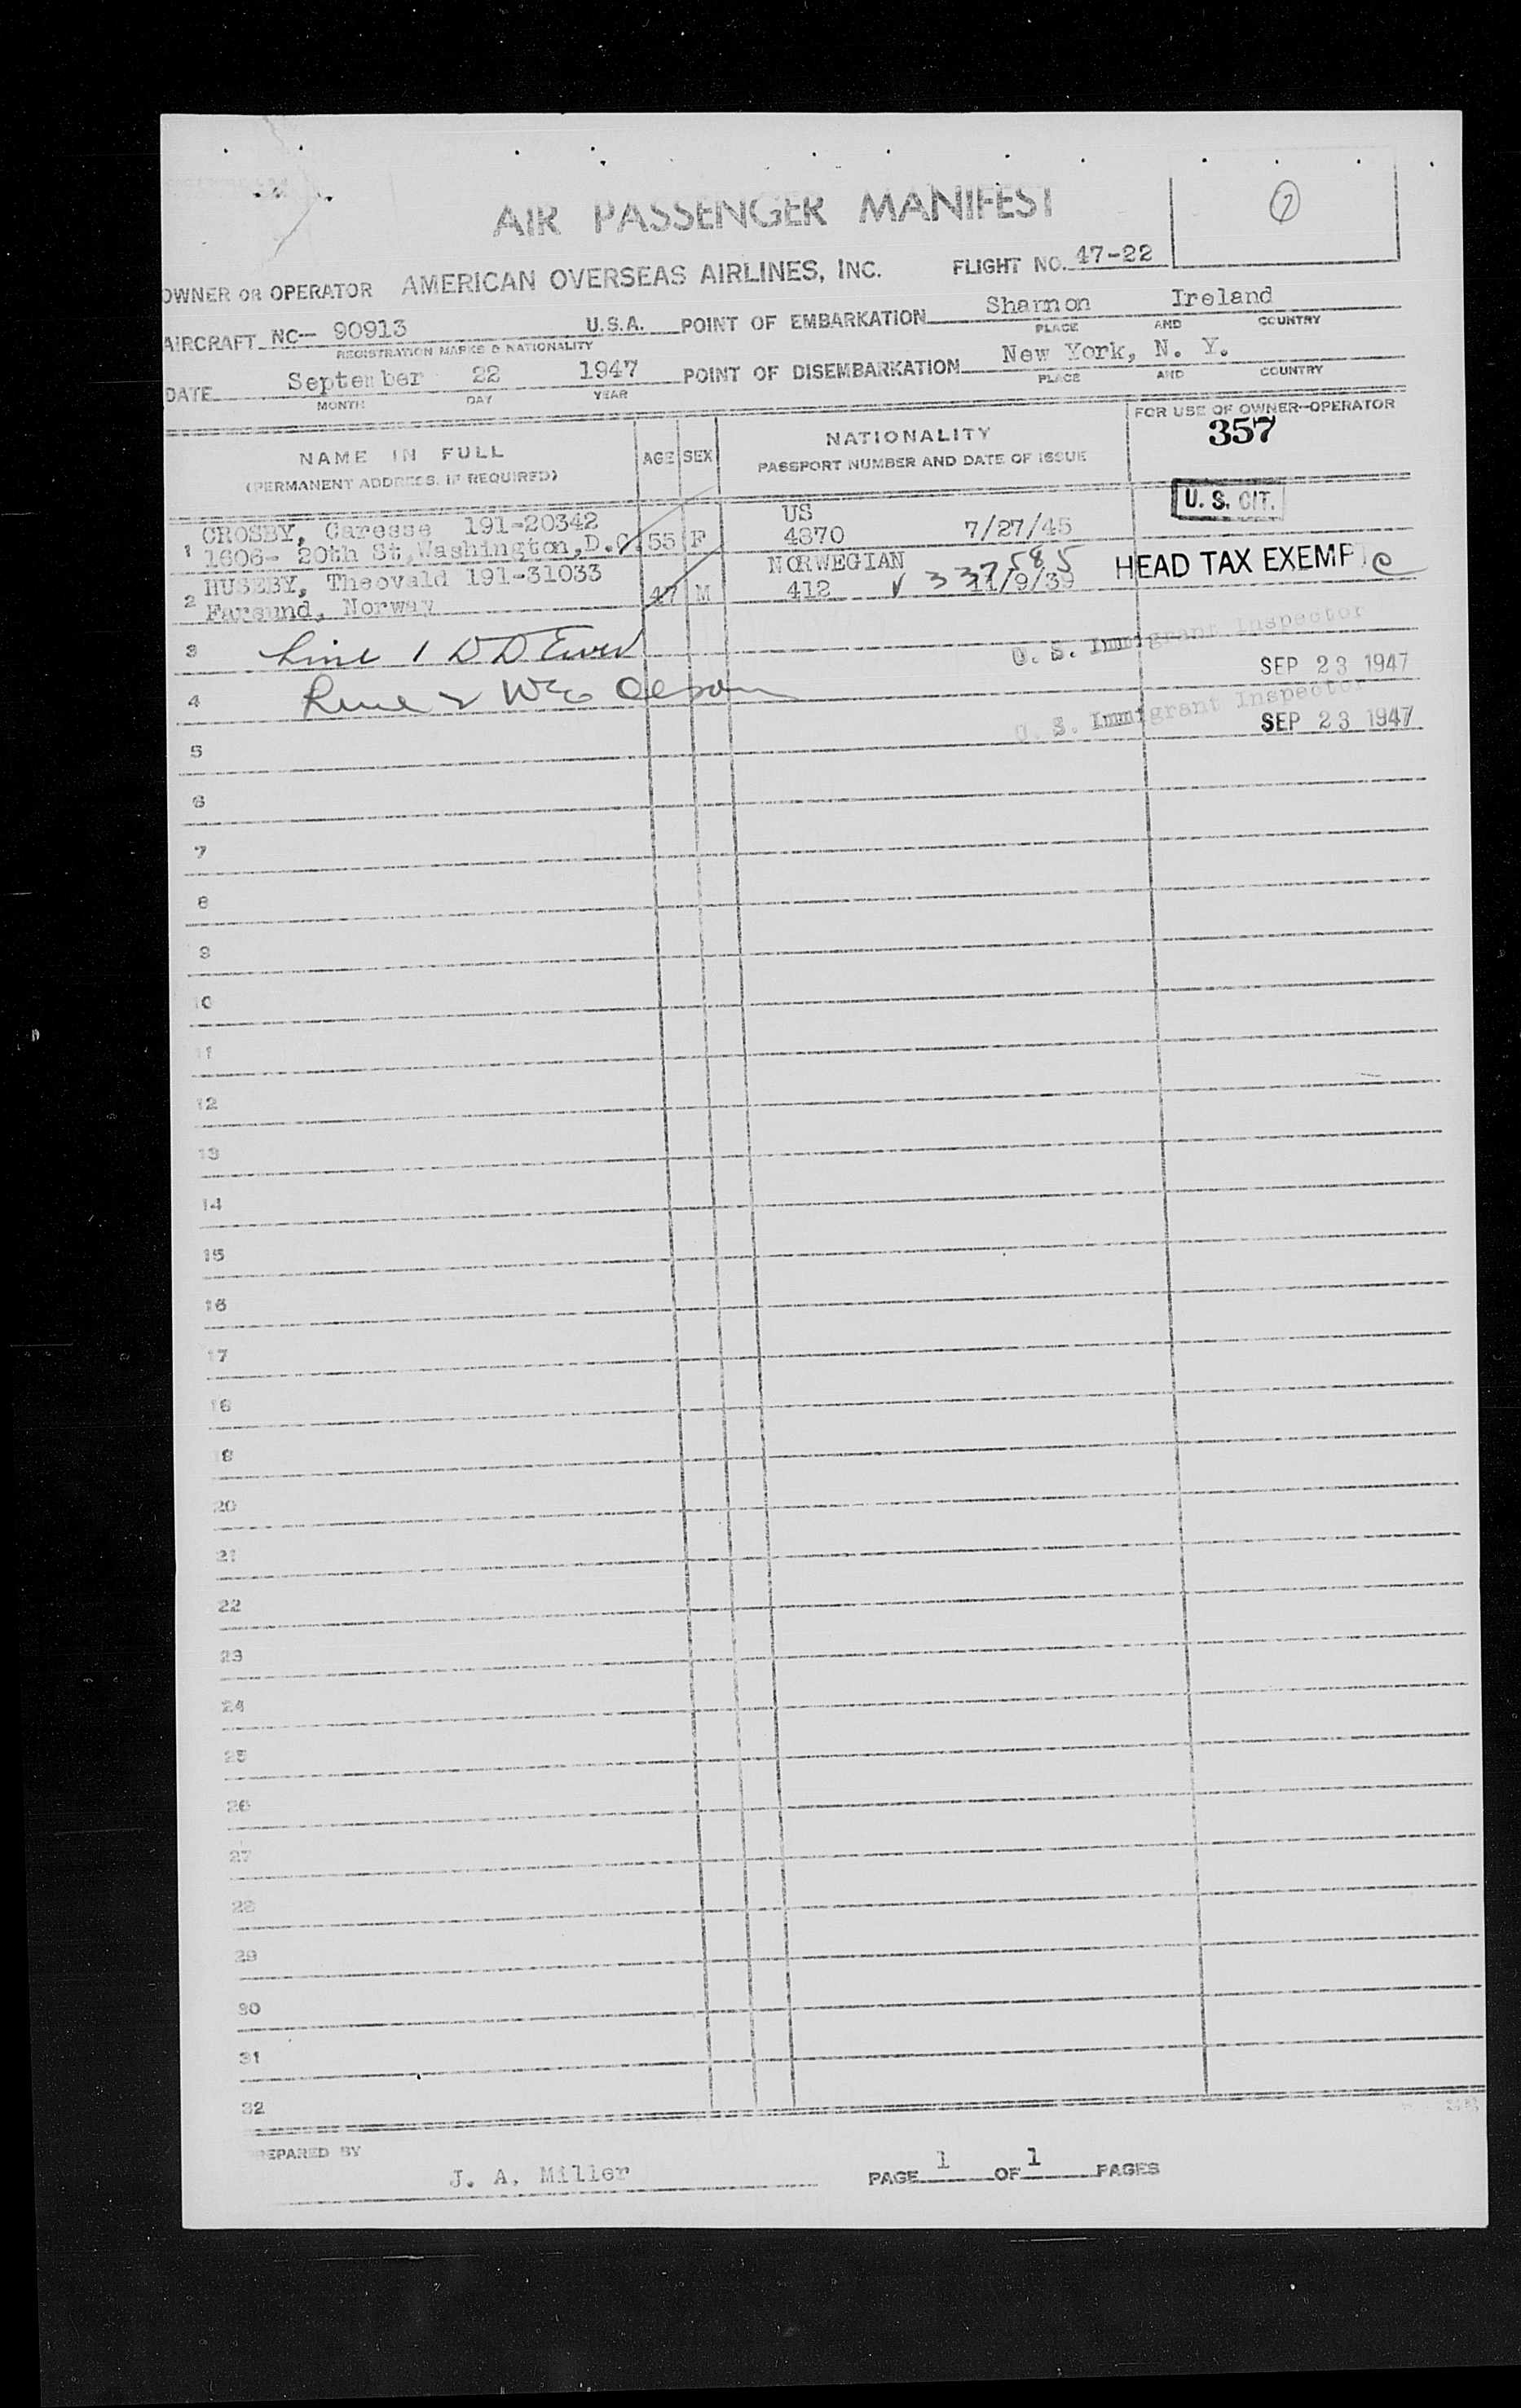 AIR PASSENGER MANIFEST
OWNER OR OPERATOR AMERICAN OVERSEAS AIRLINES, INC. FLIGHT NO. 47-22
AIRCRAFT NC- 90913 U.S.A. POINT OF EMBARKATION Shannon Ireland
REGISTRATION MARKS & NATIONALITY PLACE AND COUNTRY
DATE September 22 1947 POINT OF DISEMBARKATION New York, N. Y.
MONTH DAY YEAR PLACE AND COUNTRY
NAME IN FULL AGE SEX NATIONALITY FOR USE OF OWNER-OPERATOR
(PERMANENT ADDRESS, IF REQUIRED) PASSPORT NUMBER AND DATE OF ISSUE 357
1 CROSBY, Caresse 191-20342 US U. S. CIT.
1606- 20th St, Washington, D.C. 55 F 4870 7/27/45
2 HUSEBY, Theovald 191-31033 NORWEGIAN 337585 HEAD TAX EXEMPT
Farsund, Norway 47 M 412 11/9/39
3 Line 1 D D U. S. Immigrant Inspector
SEP 23 1947
4 Line 2 Olson U. S. Immigrant Inspector
SEP 23 1947
5
6
7
8
9
10
11
12
13
14
15
16
17
18
19
20
21
22
23
24
25
26
27
28
29
30
31
32
PREPARED BY J. A. Miller PAGE 1 OF 1 PAGES